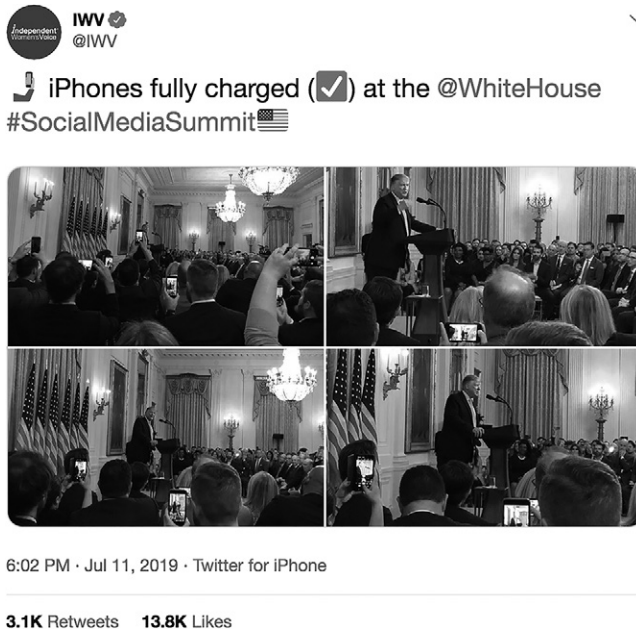 IWV
@IWV
Independent
Women'sVoice
🤳 iPhones fully charged (☑) at the @WhiteHouse
#SocialMediaSummit🇺🇸
6:02 PM · Jul 11, 2019 · Twitter for iPhone
3.1K Retweets 13.8K Likes